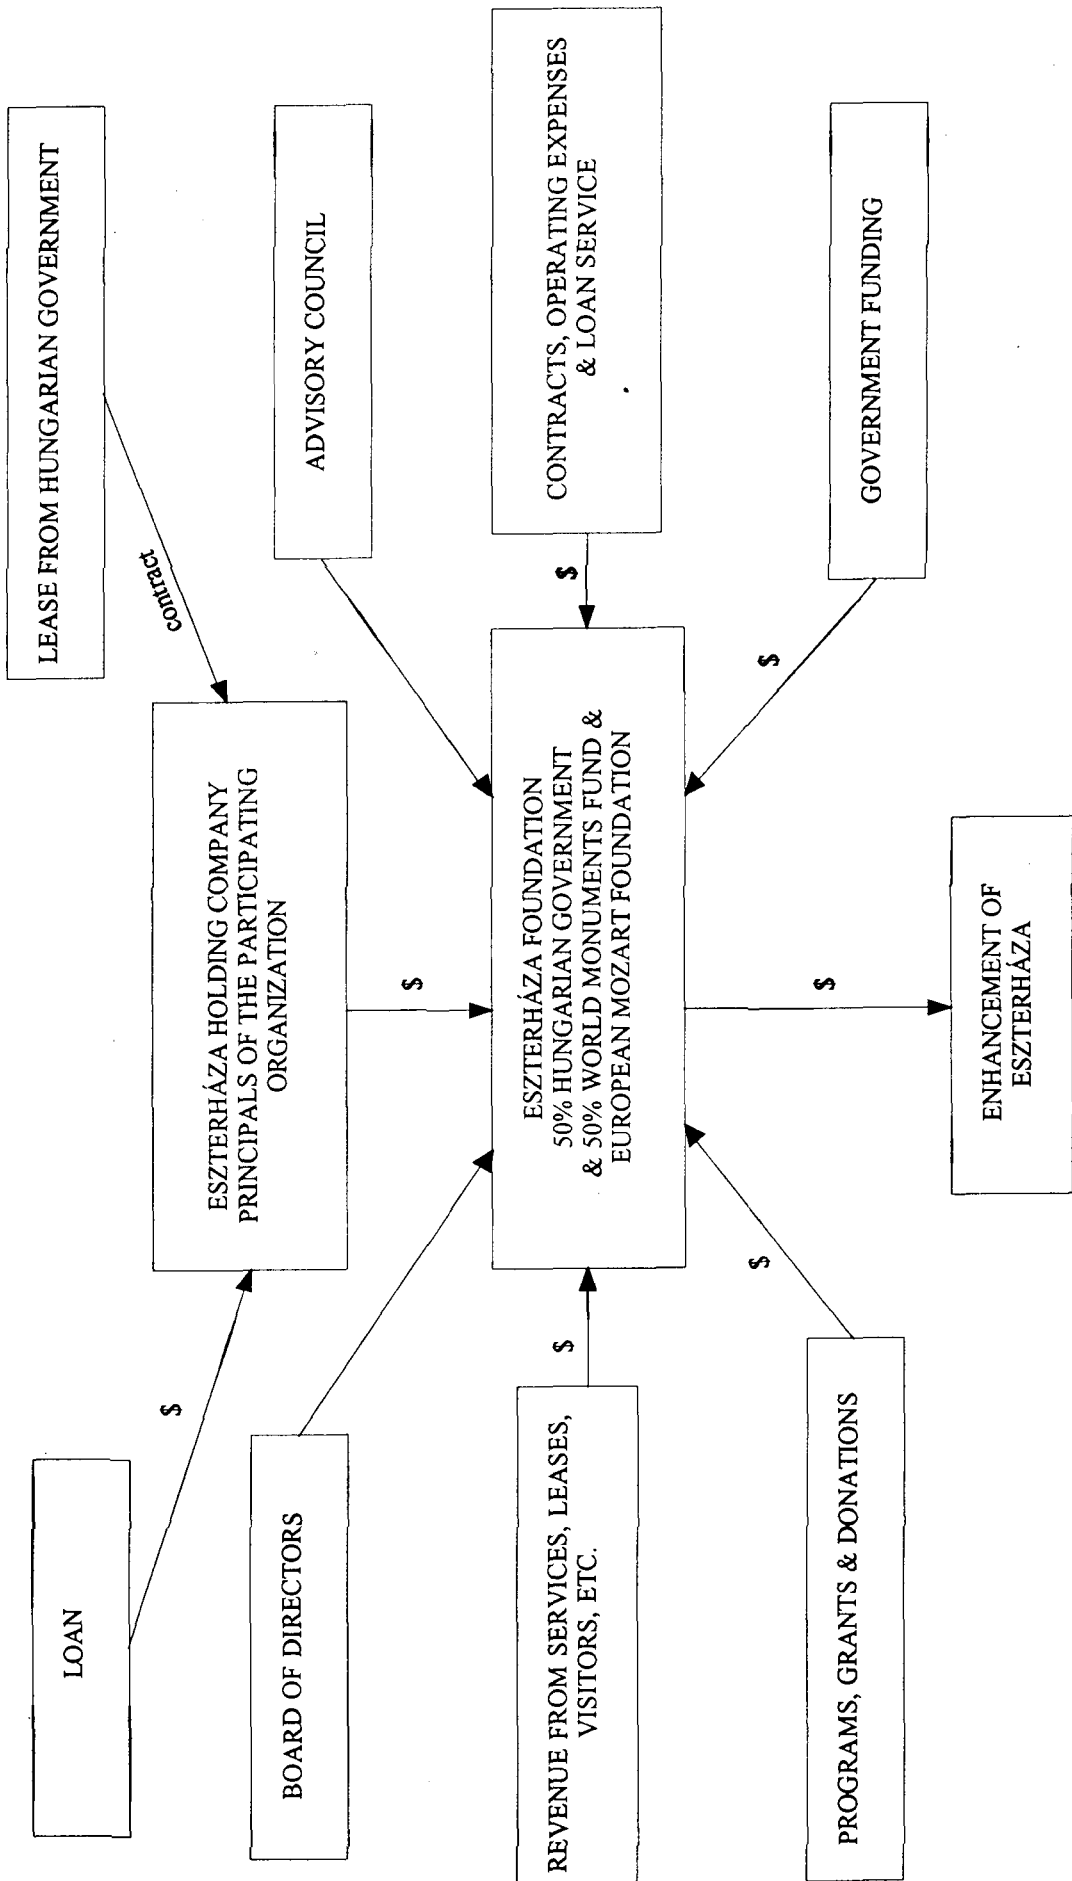 LEASE FROM HUNGARIAN GOVERNMENT
LOAN
contract
$
ESZTERHÁZA HOLDING COMPANY
PRINCIPALS OF THE PARTICIPATING
ORGANIZATION
BOARD OF DIRECTORS
ADVISORY COUNCIL
$
REVENUE FROM SERVICES, LEASES,
VISITORS, ETC.
$
ESZTERHÁZA FOUNDATION
50% HUNGARIAN GOVERNMENT
& 50% WORLD MONUMENTS FUND &
EUROPEAN MOZART FOUNDATION
$
CONTRACTS, OPERATING EXPENSES
& LOAN SERVICE
$
$
$
PROGRAMS, GRANTS & DONATIONS
GOVERNMENT FUNDING
ENHANCEMENT OF
ESZTERHÁZA